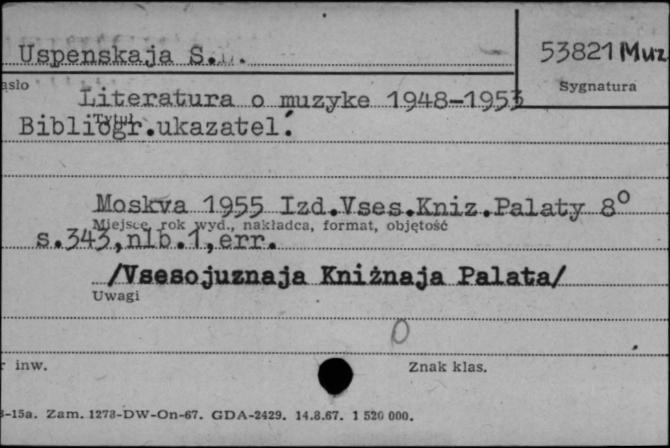 Uspenskaja S.L.
53821 Muz
asło
Sygnatura
Literatura o muzyke 1948-1953
Tytuł
Bibliogr.ukazatel.
Moskva 1955 Izd.Vses.Kniz.Palaty 8°
Miejsce, rok wyd., nakładca, format, objętość
s.343,nlb.1,err.
/Vsesojuznaja Kniżnaja Palata/
Uwagi
O
r inw.
Znak klas.
-15a. Zam. 1273-DW-On-67. GDA-2429. 14.8.67. 1 520 000.